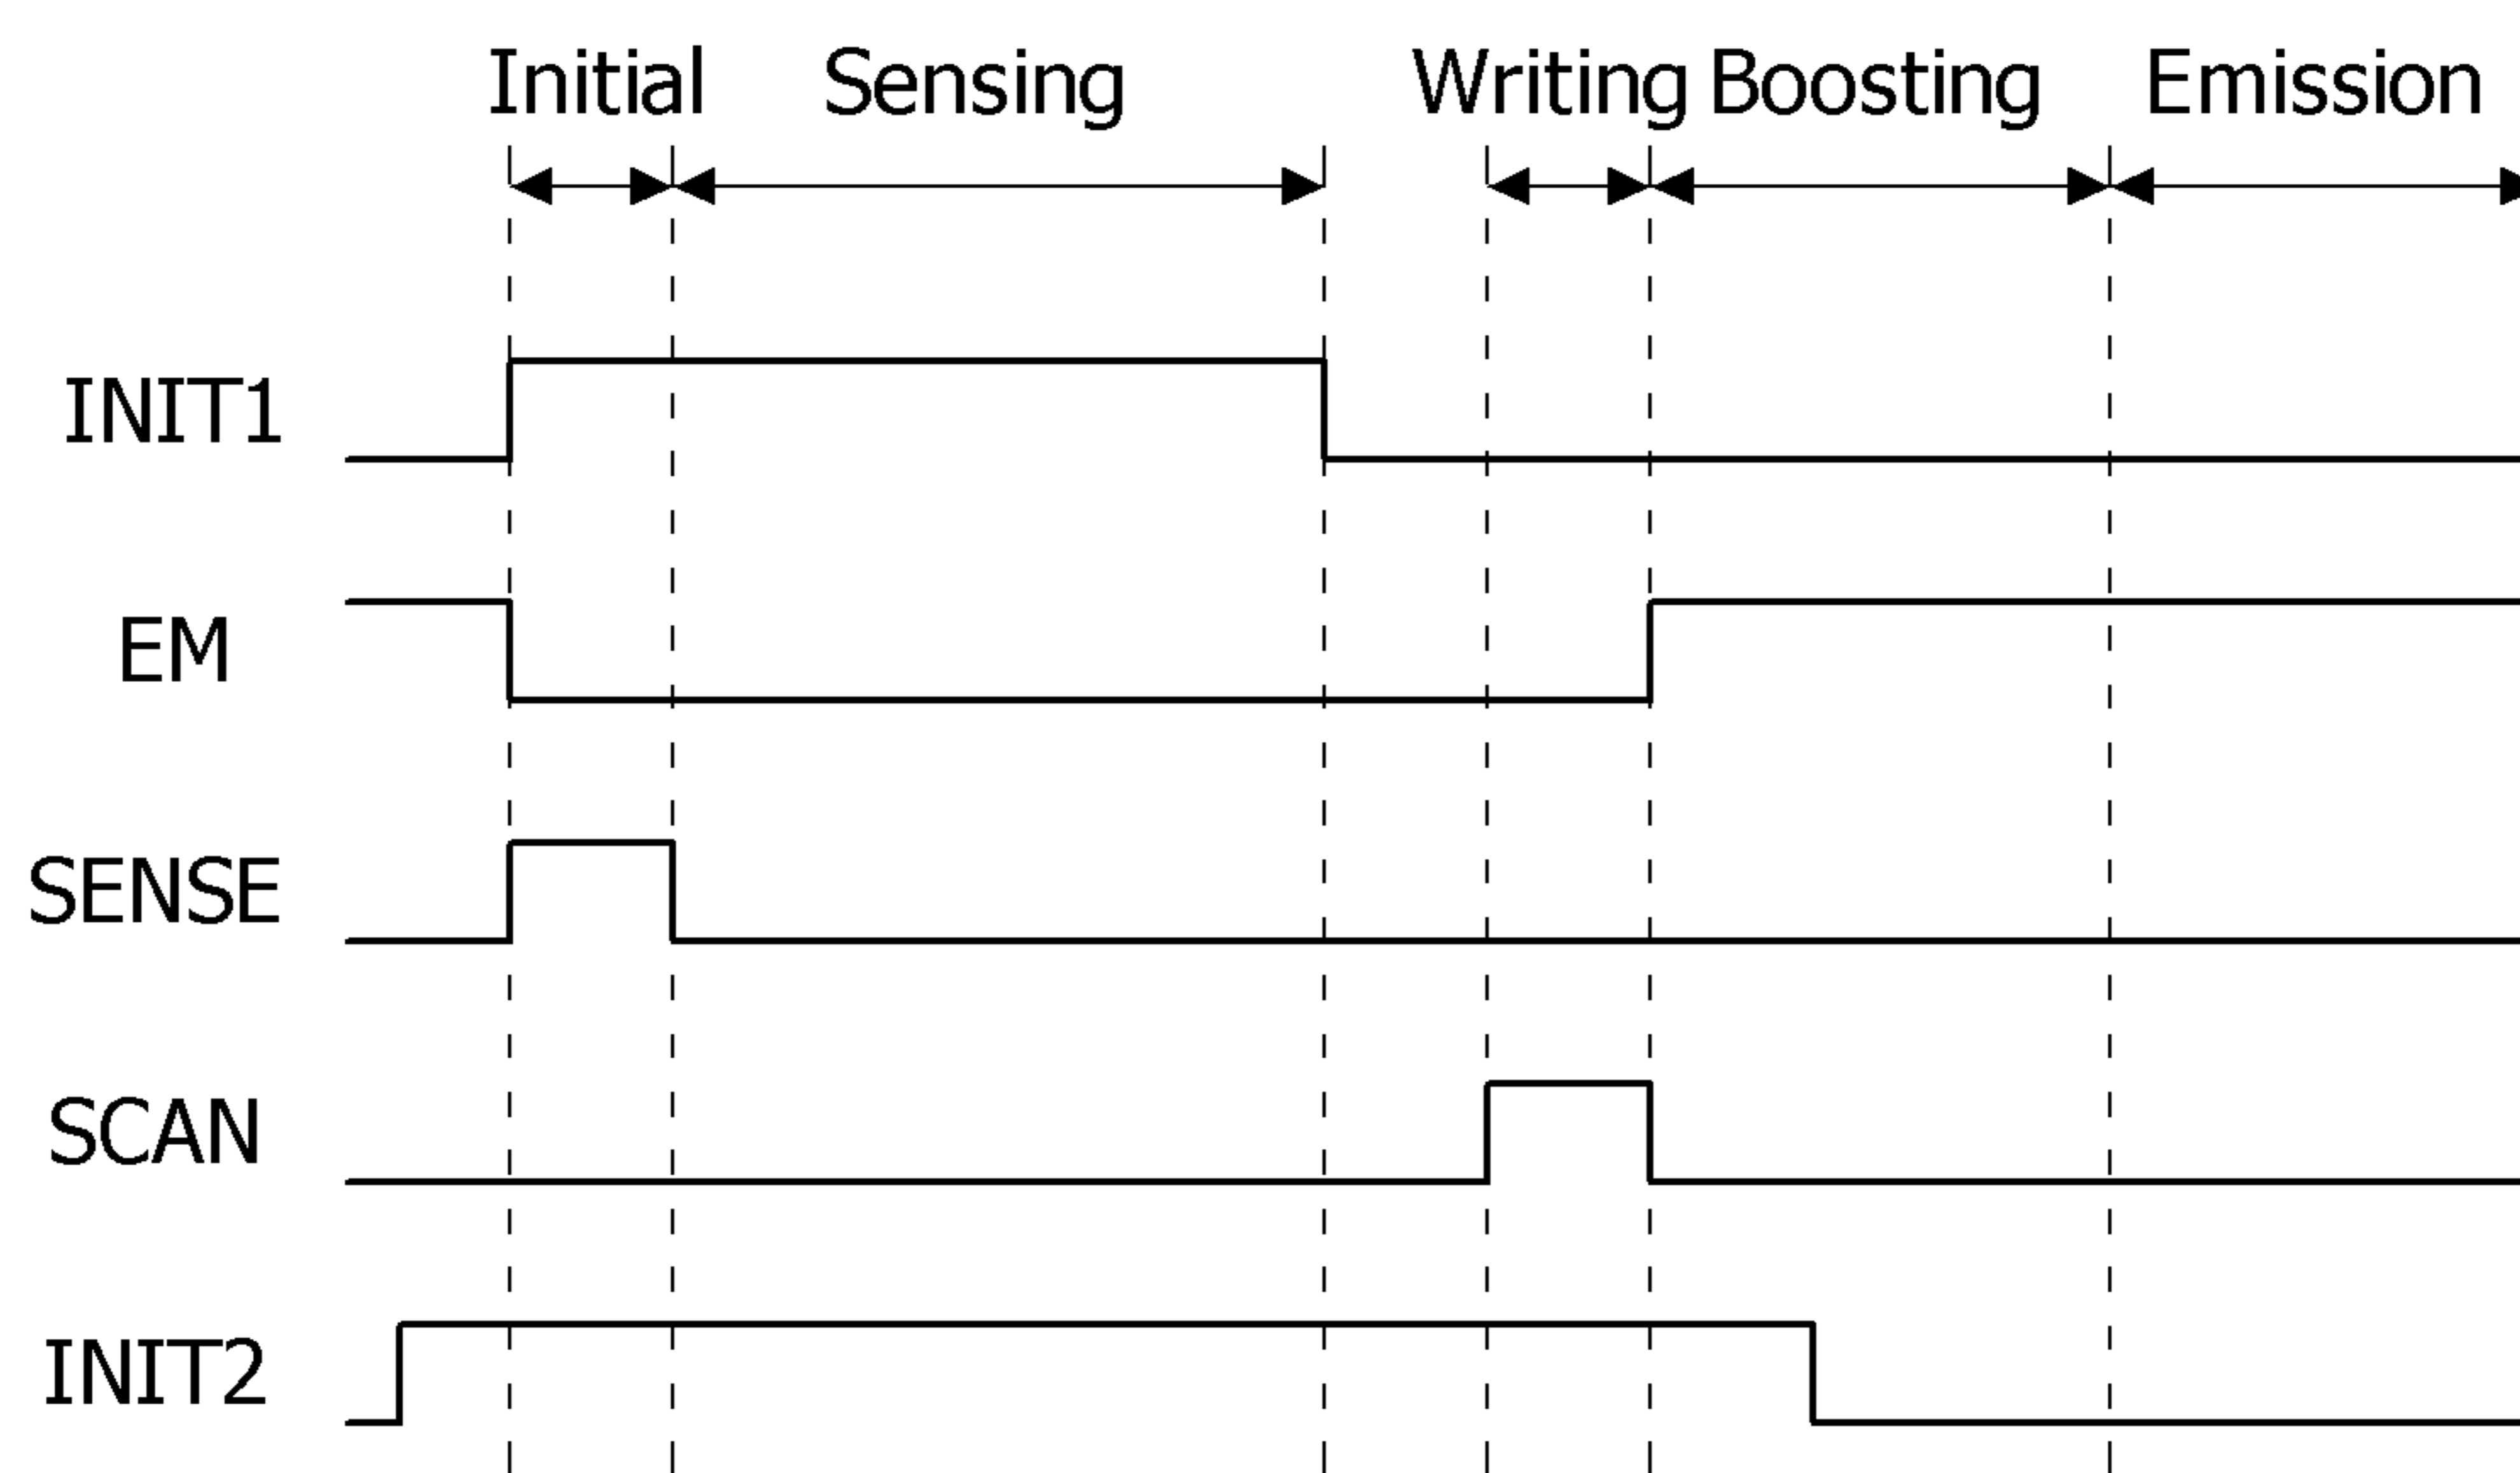 Initial Sensing Writing Boosting Emission
INIT1
EM
SENSE
SCAN
INIT2